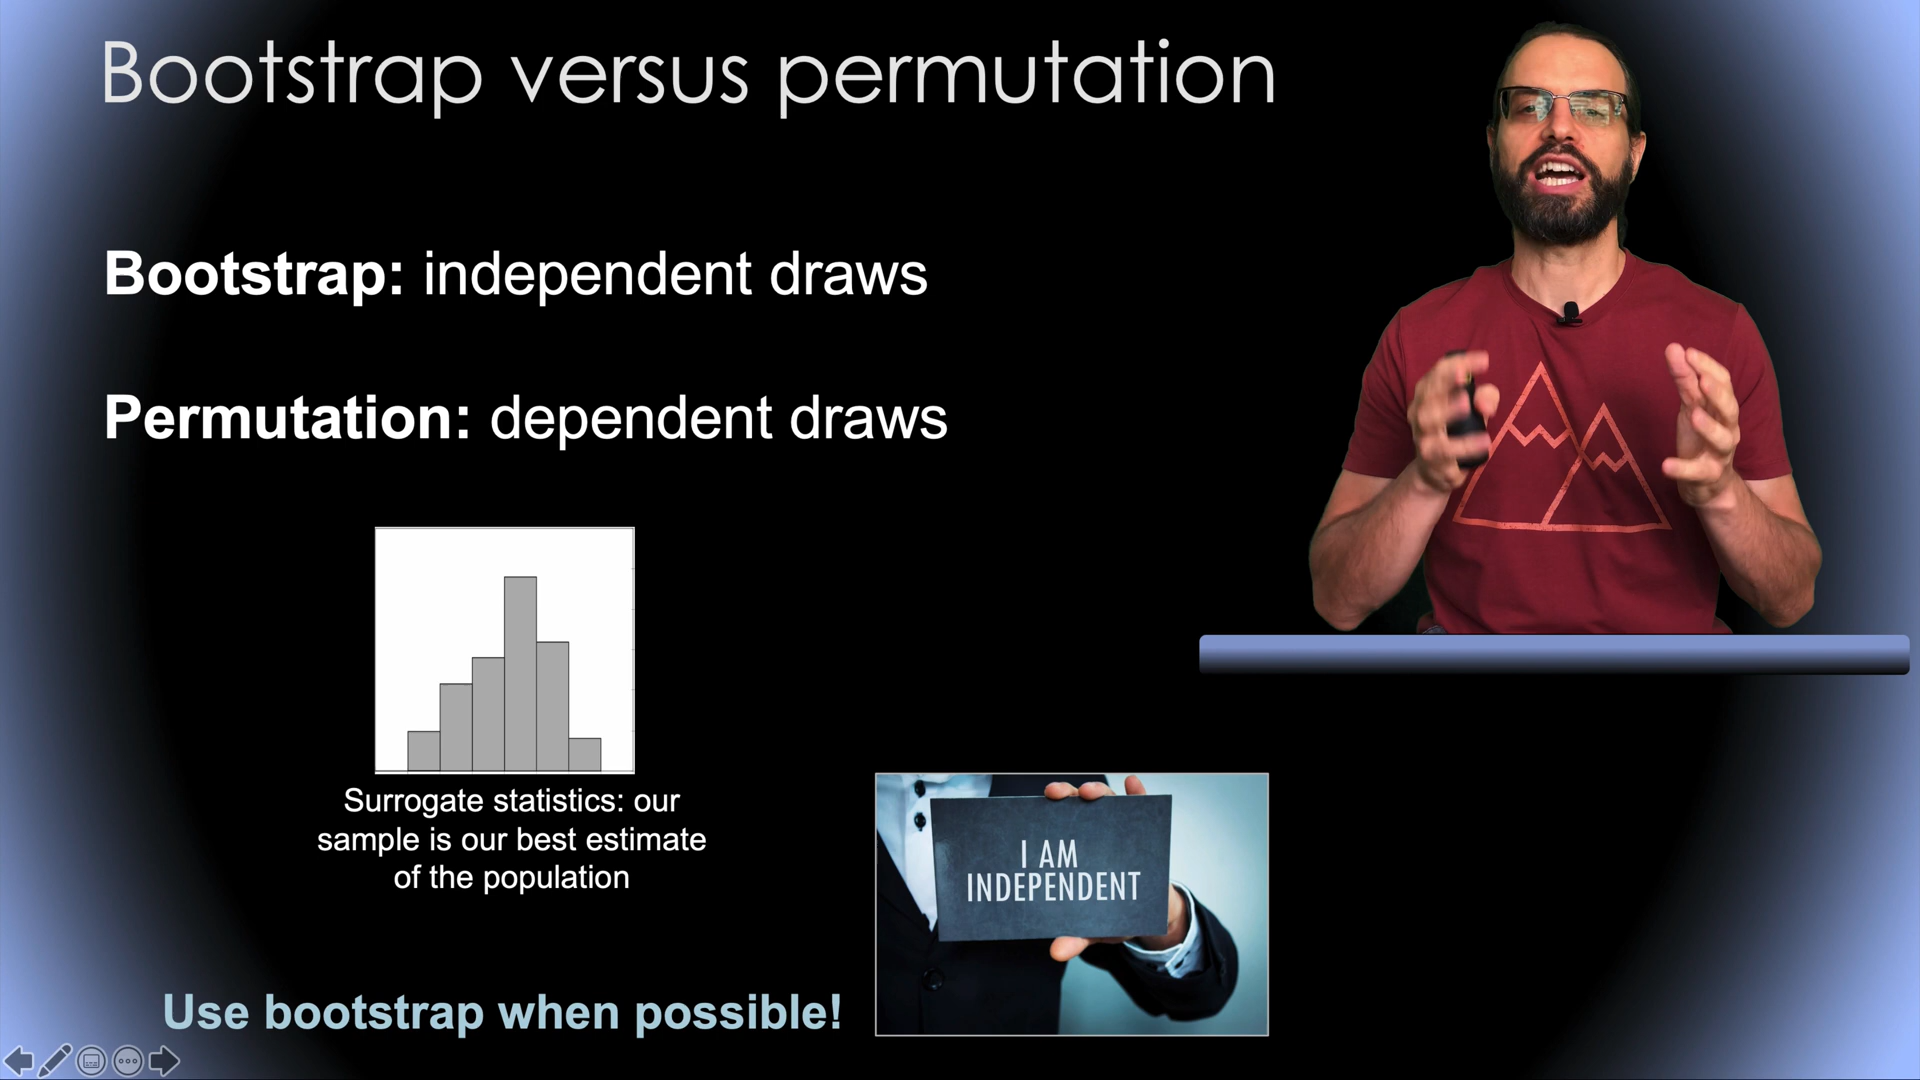 Bootstrap versus permutation
Bootstrap: independent draws
Permutation: dependent draws
Surrogate statistics: our
sample is our best estimate
of the population
I AM
INDEPENDENT
Use bootstrap when possible!